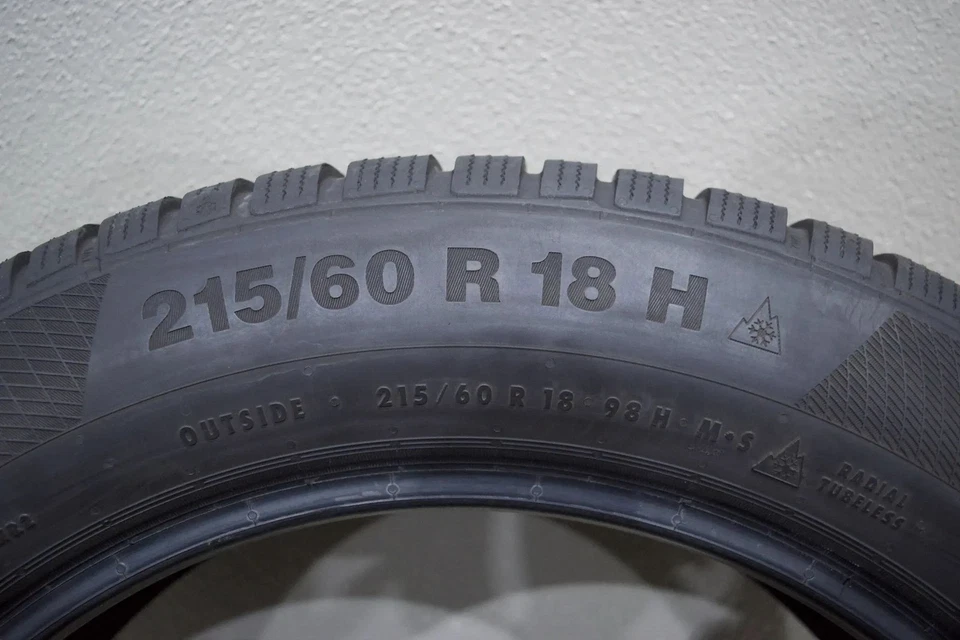 215/60 R 18 H
OUTSIDE • 215/60 R 18 98 H M•S
RADIAL
TUBELESS